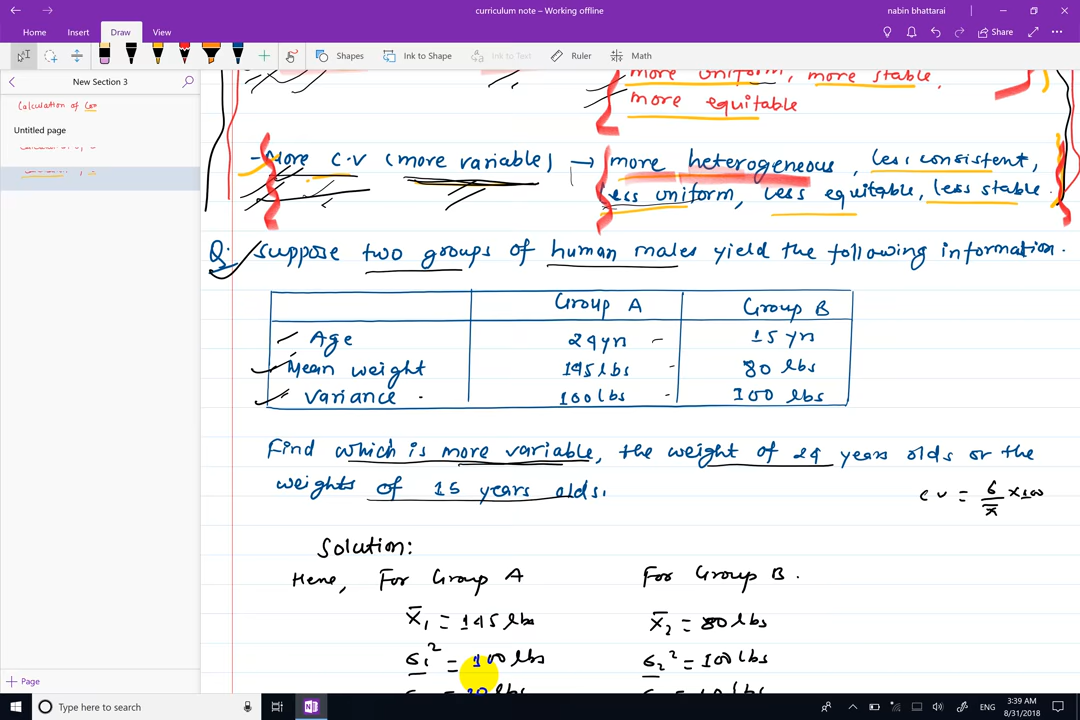 curriculum note – Working offline
nabin bhattarai
Home
Insert
Draw
View
Share
Shapes
Ink to Shape
Ink to Text
Ruler
Math
New Section 3
Calculation of
Untitled page
more uniform, more stable,
more equitable
- More C.V (more variable) → more heterogeneous, less consistent,
less uniform, less equitable, less stable.
Q. Suppose two groups of human males yield the following information.
Group A
Group B
Age
24 yrs
15 yrs
Mean weight
145 lbs
80 lbs
Variance
100 lbs
100 lbs
Find which is more variable, the weight of 24 years olds or the
weights of 15 years olds.
cv = σ/x̄ × 100
Solution:
Here, For Group A
For Group B.
x̄₁ = 145 lbs
x̄₂ = 80 lbs
σ₁² = 100 lbs
σ₂² = 100 lbs
Page
Type here to search
ENG
3:39 AM
8/31/2018